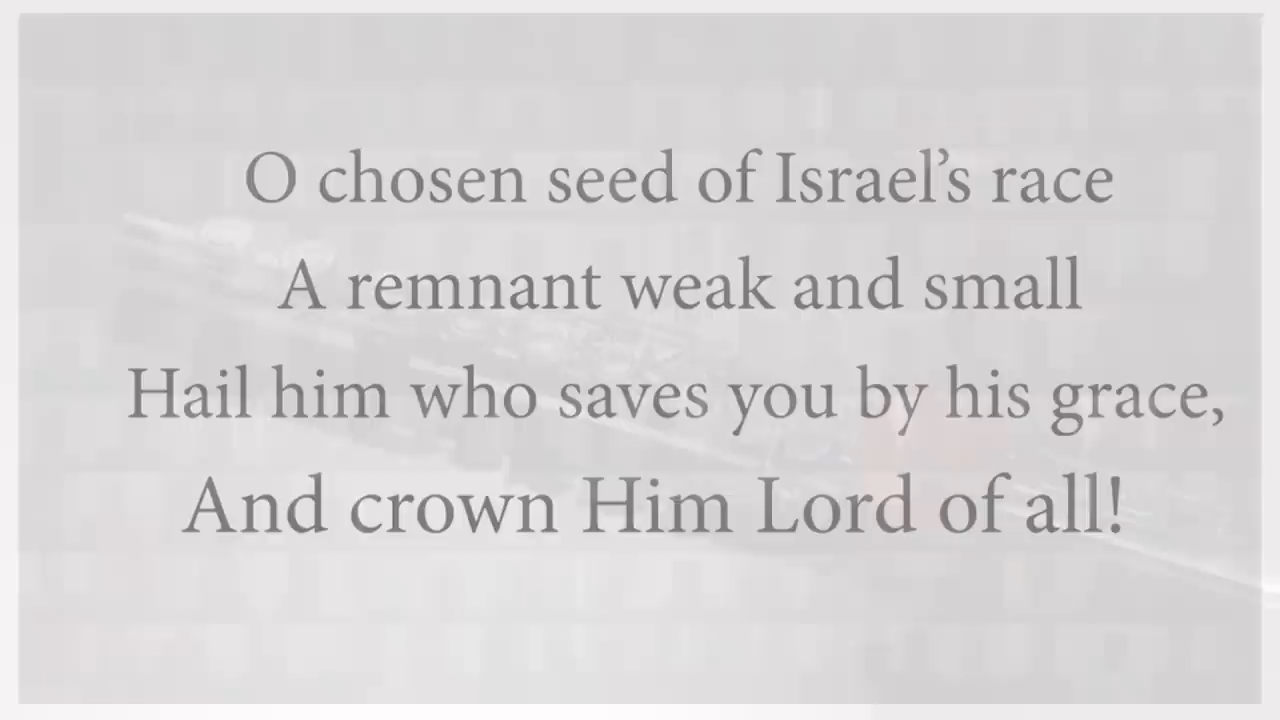 O chosen seed of Israel’s race
A remnant weak and small
Hail him who saves you by his grace,
And crown Him Lord of all!